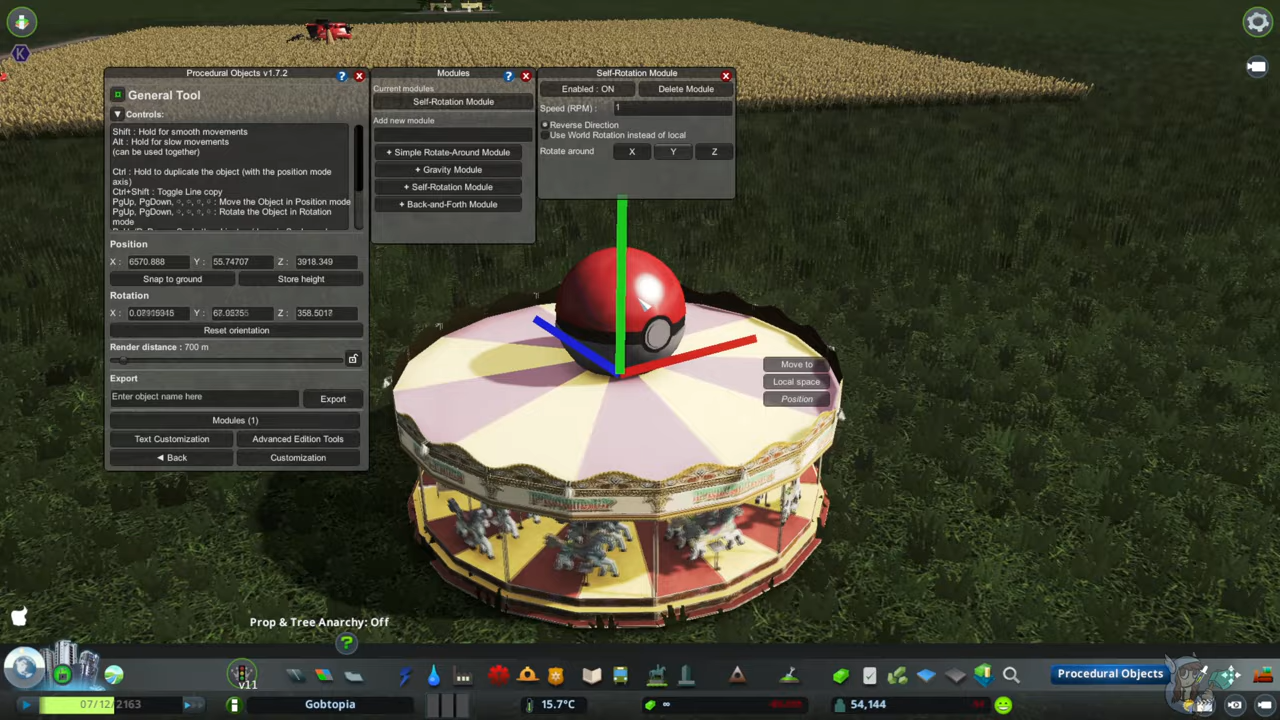 Procedural Objects v1.7.2
?
General Tool
Controls:
Shift : Hold for smooth movements
Alt : Hold for slow movements
(can be used together)
Ctrl : Hold to duplicate the object (with the position mode
axis)
Ctrl+Shift : Toggle Line copy
PgUp, PgDown, ○, ○, ○, ○ : Move the Object in Position mode
PgUp, PgDown, ○, ○, ○, ○ : Rotate the Object in Rotation
mode
Position
X : 6570.888 Y : 55.74707 Z : 3918.349
Snap to ground Store height
Rotation
X : Y : Z : 358.5017
Reset orientation
Render distance : 700 m
Export
Enter object name here Export
Modules (1)
Text Customization Advanced Edition Tools
◄ Back Customization
Modules
?
Current modules
Self-Rotation Module
Add new module
+ Simple Rotate-Around Module
+ Gravity Module
+ Self-Rotation Module
+ Back-and-Forth Module
Self-Rotation Module
Enabled : ON Delete Module
Speed (RPM) : 1
Reverse Direction
Use World Rotation instead of local
Rotate around X Y Z
Move to
Local space
Position
K
Prop & Tree Anarchy: Off
?
v11
Procedural Objects
07/12/2163
Gobtopia
15.7°C
∞
54,144